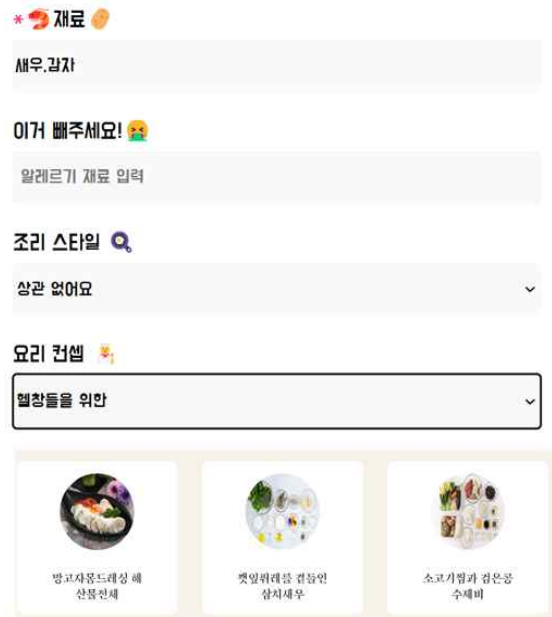 * 재료
새우.감자
이거 빼주세요!
알레르기 재료 입력
조리 스타일
상관 없어요
요리 컨셉
헬창들을 위한
망고자몽드레싱 해
산물전채
깻잎퓌레를 곁들인
삼치새우
소고기찜과 검은콩
수제비